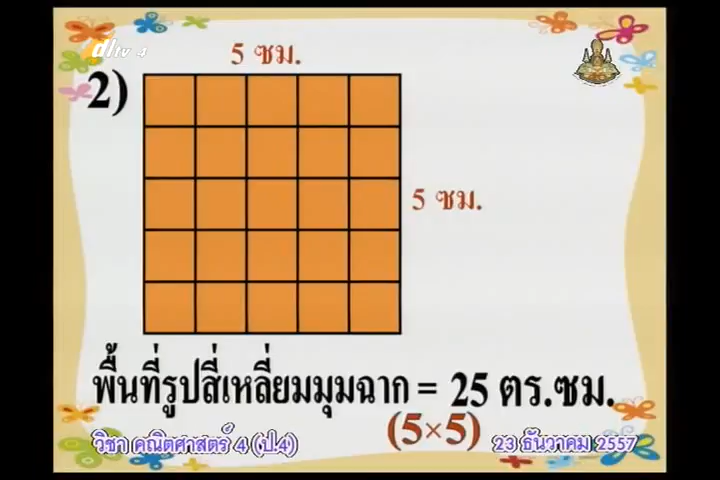 dltv 4
5 ซม.
2)
5 ซม.
พื้นที่รูปสี่เหลี่ยมมุมฉาก = 25 ตร.ซม.
(5×5)
วิชา คณิตศาสตร์ 4 (ป.4)
23 ธันวาคม 2557